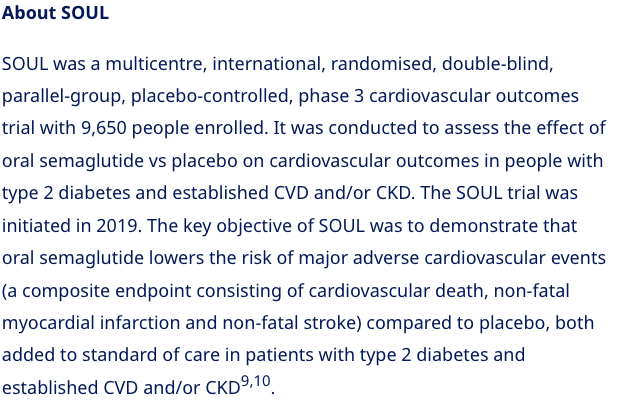 About SOUL
SOUL was a multicentre, international, randomised, double-blind,
parallel-group, placebo-controlled, phase 3 cardiovascular outcomes
trial with 9,650 people enrolled. It was conducted to assess the effect of
oral semaglutide vs placebo on cardiovascular outcomes in people with
type 2 diabetes and established CVD and/or CKD. The SOUL trial was
initiated in 2019. The key objective of SOUL was to demonstrate that
oral semaglutide lowers the risk of major adverse cardiovascular events
(a composite endpoint consisting of cardiovascular death, non-fatal
myocardial infarction and non-fatal stroke) compared to placebo, both
added to standard of care in patients with type 2 diabetes and
established CVD and/or CKD9,10.